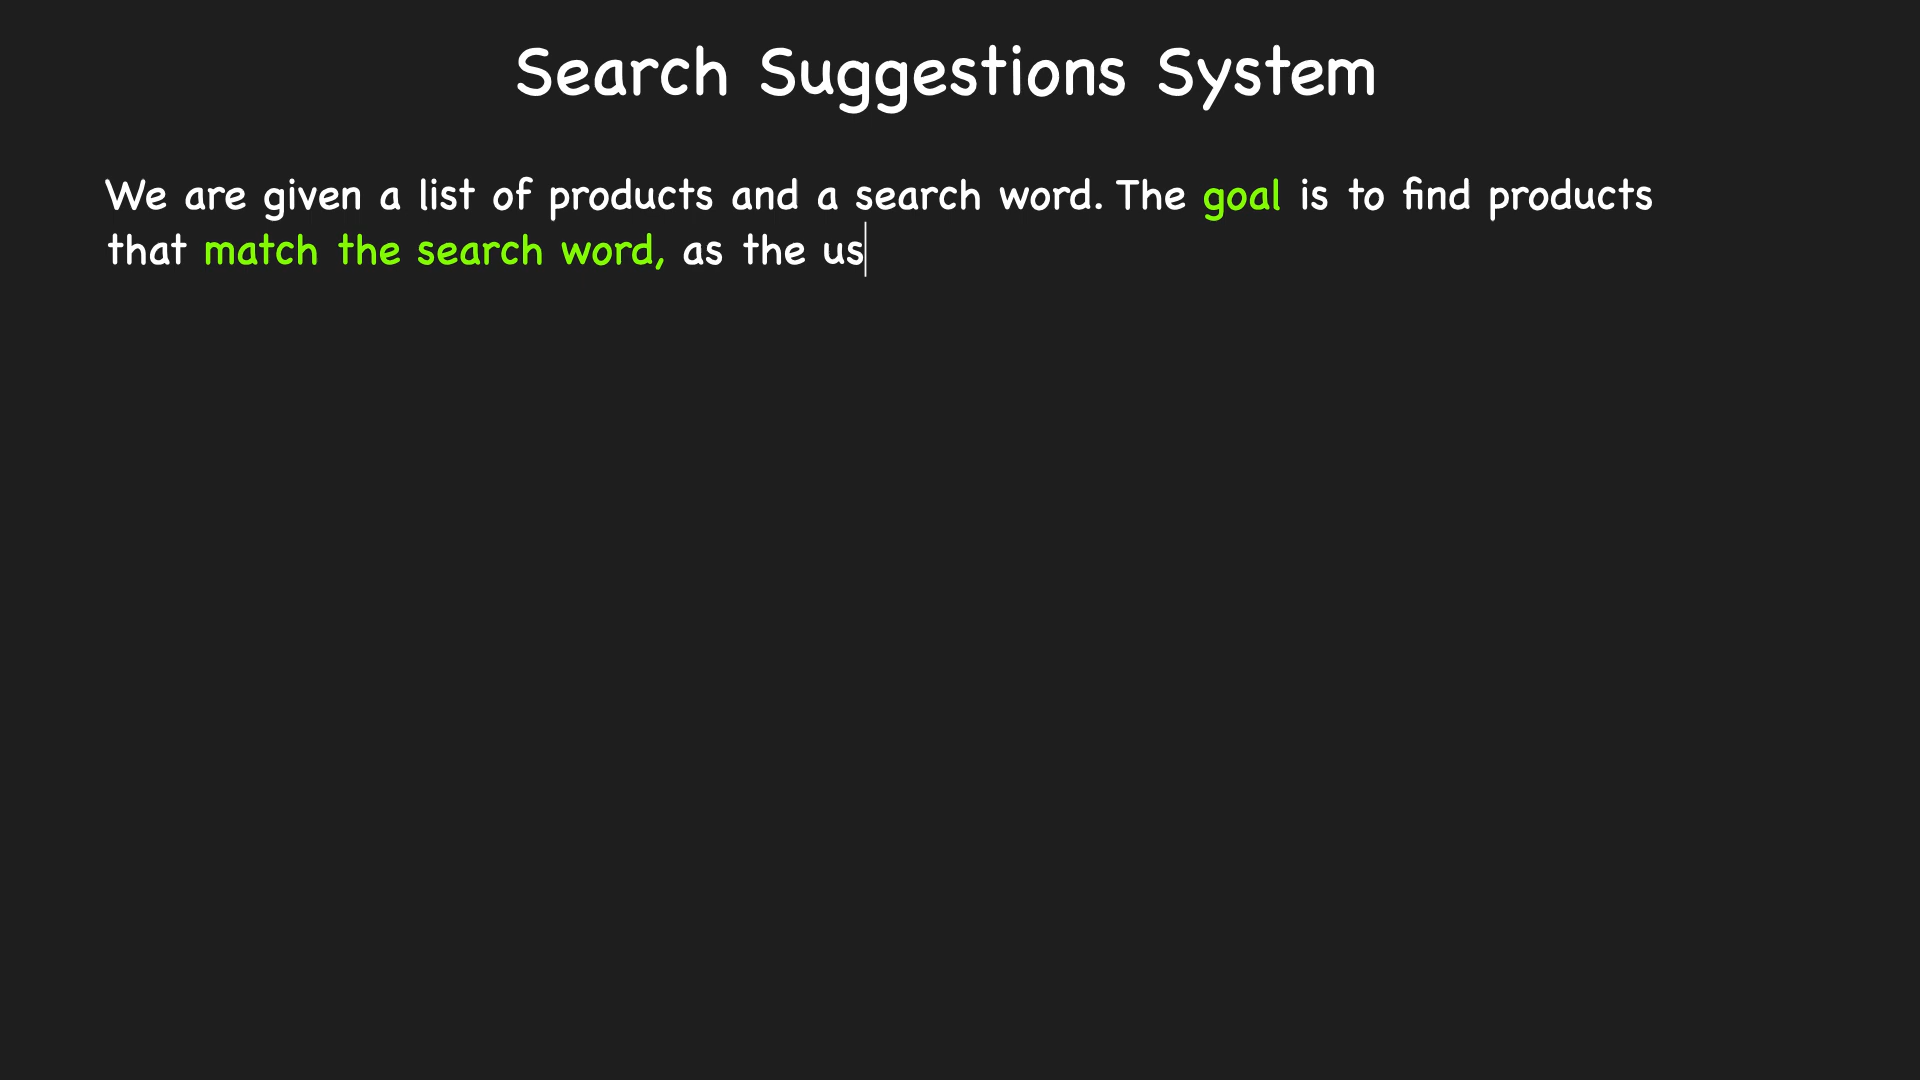 Search Suggestions System
We are given a list of products and a search word. The goal is to find products
that match the search word, as the us